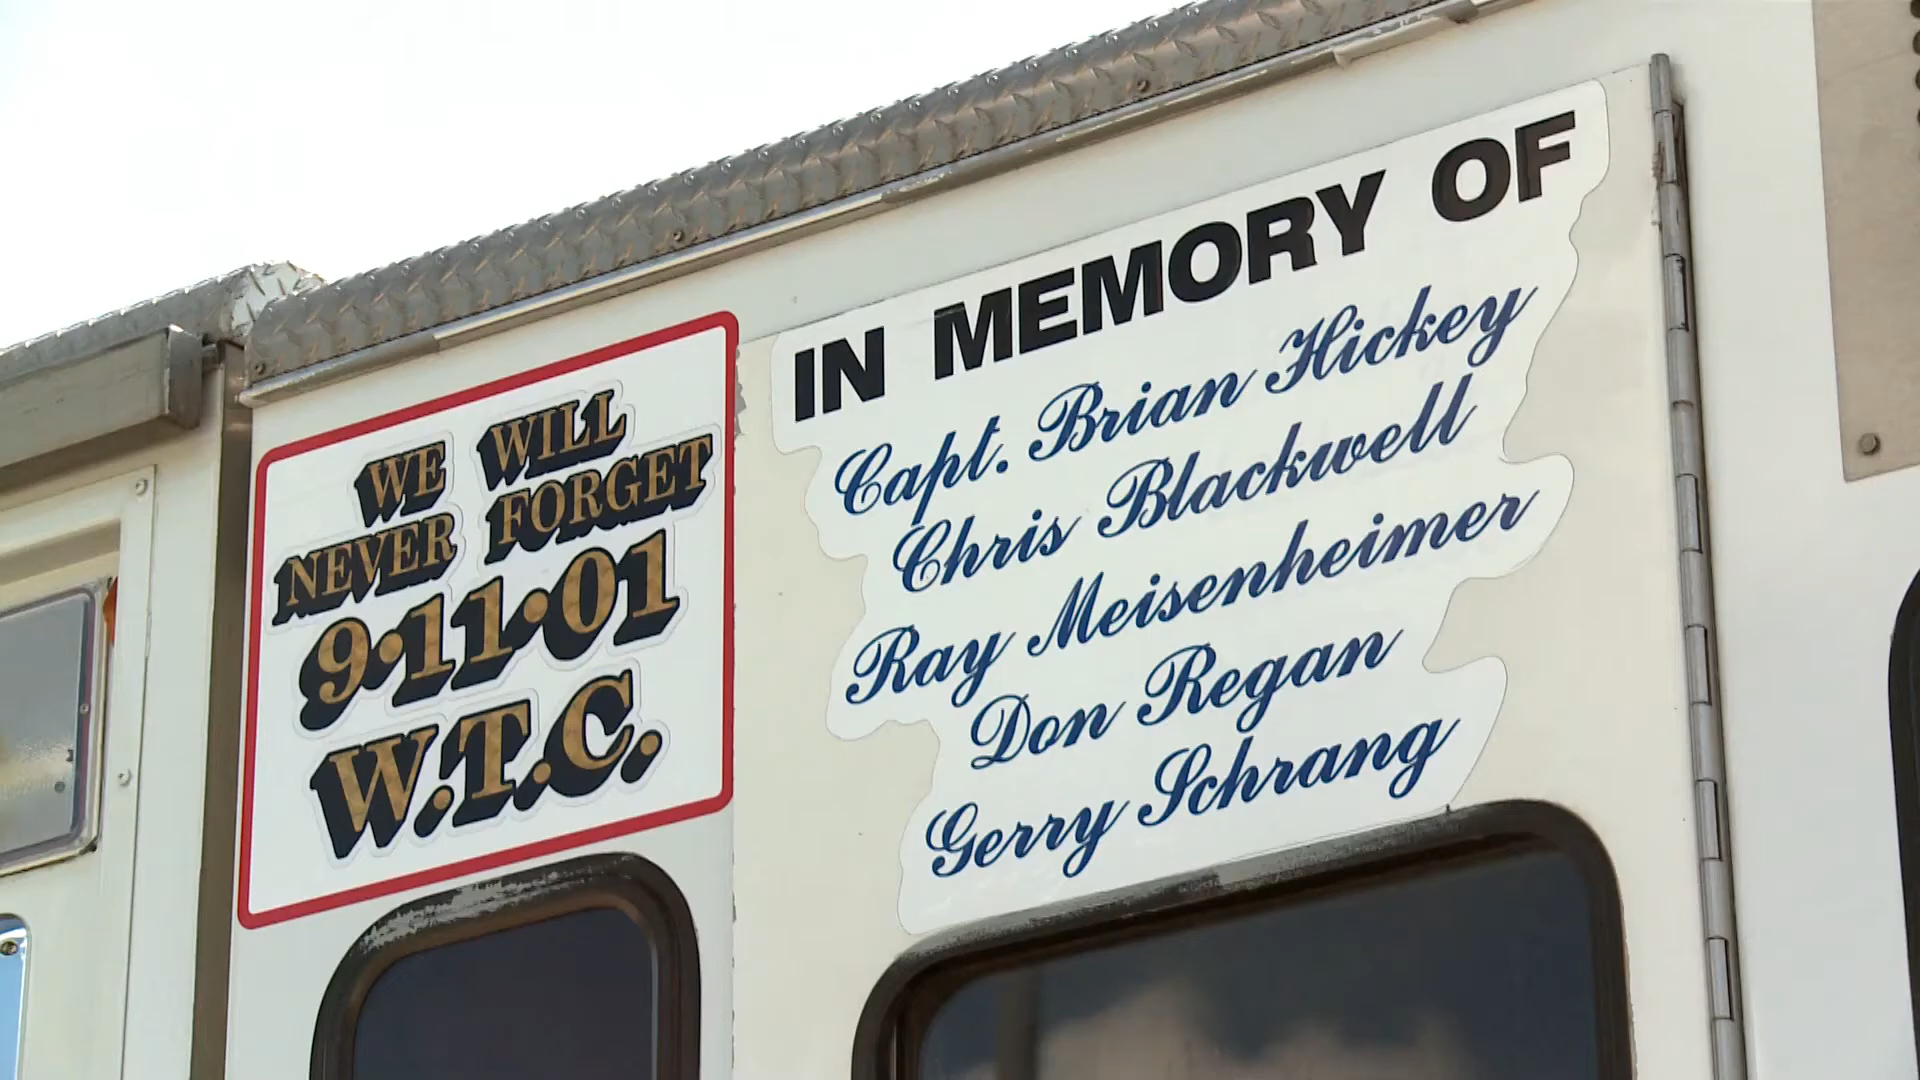 WE WILL
NEVER FORGET
9•11•01
W.T.C.
IN MEMORY OF
Capt. Brian Hickey
Chris Blackwell
Ray Meisenheimer
Don Regan
Gerry Schrang